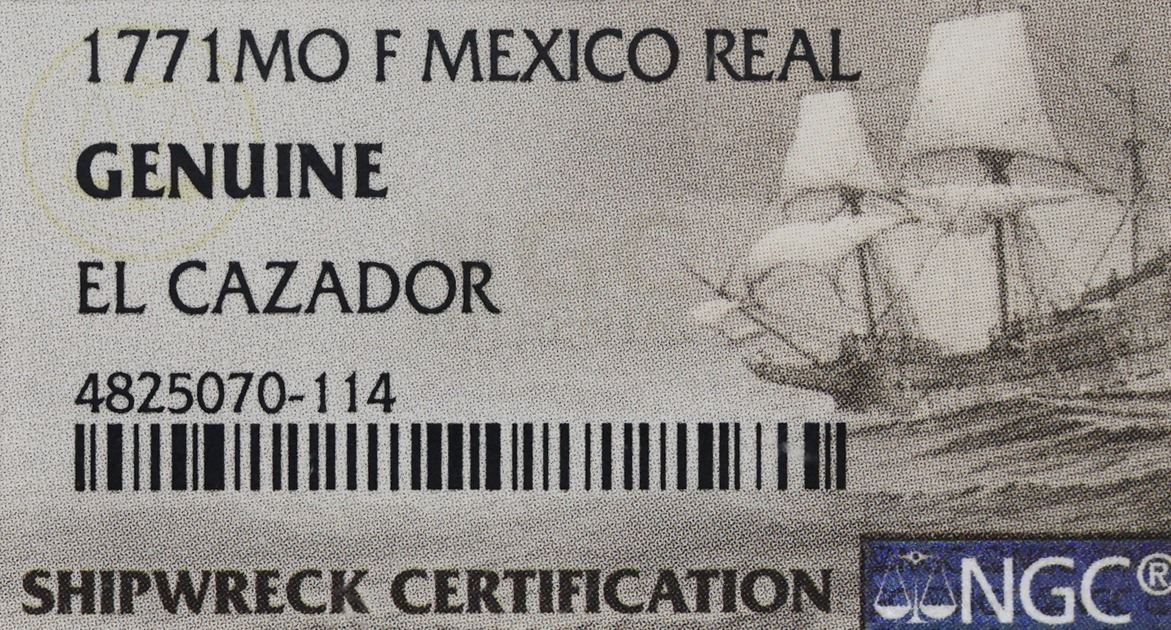 1771MO F MEXICO REAL
GENUINE
EL CAZADOR
4825070-114
SHIPWRECK CERTIFICATION
NGC®